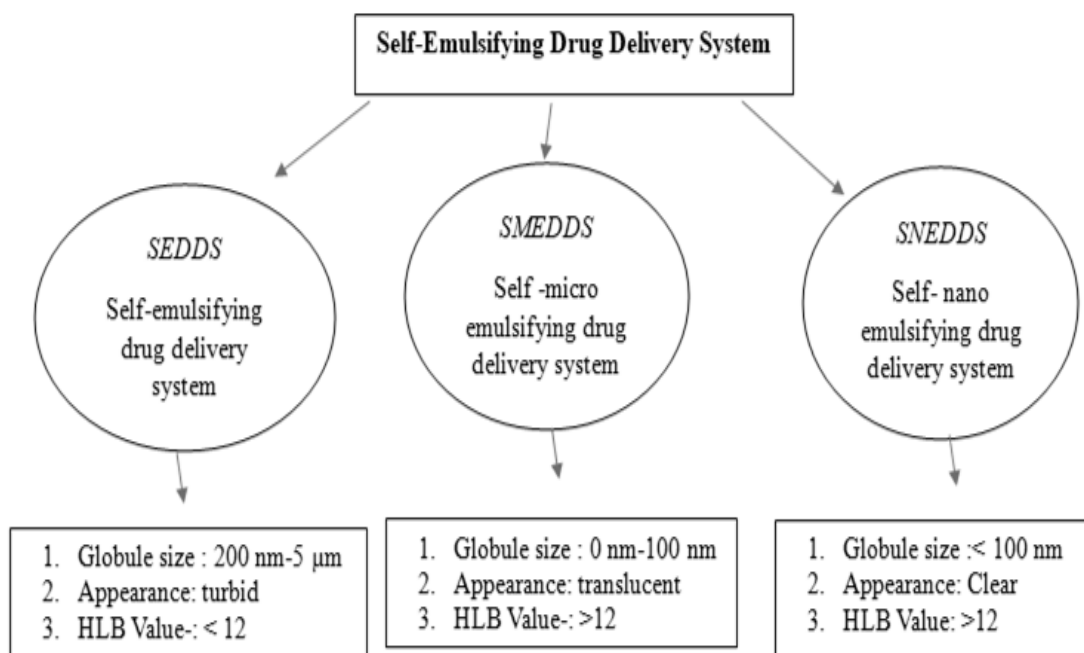 Self-Emulsifying Drug Delivery System
SEDDS
Self-emulsifying
drug delivery
system
SMEDDS
Self -micro
emulsifying drug
delivery system
SNEDDS
Self- nano
emulsifying drug
delivery system
1. Globule size : 200 nm-5 μm
2. Appearance: turbid
3. HLB Value-: < 12
1. Globule size : 0 nm-100 nm
2. Appearance: translucent
3. HLB Value-: >12
1. Globule size :< 100 nm
2. Appearance: Clear
3. HLB Value: >12